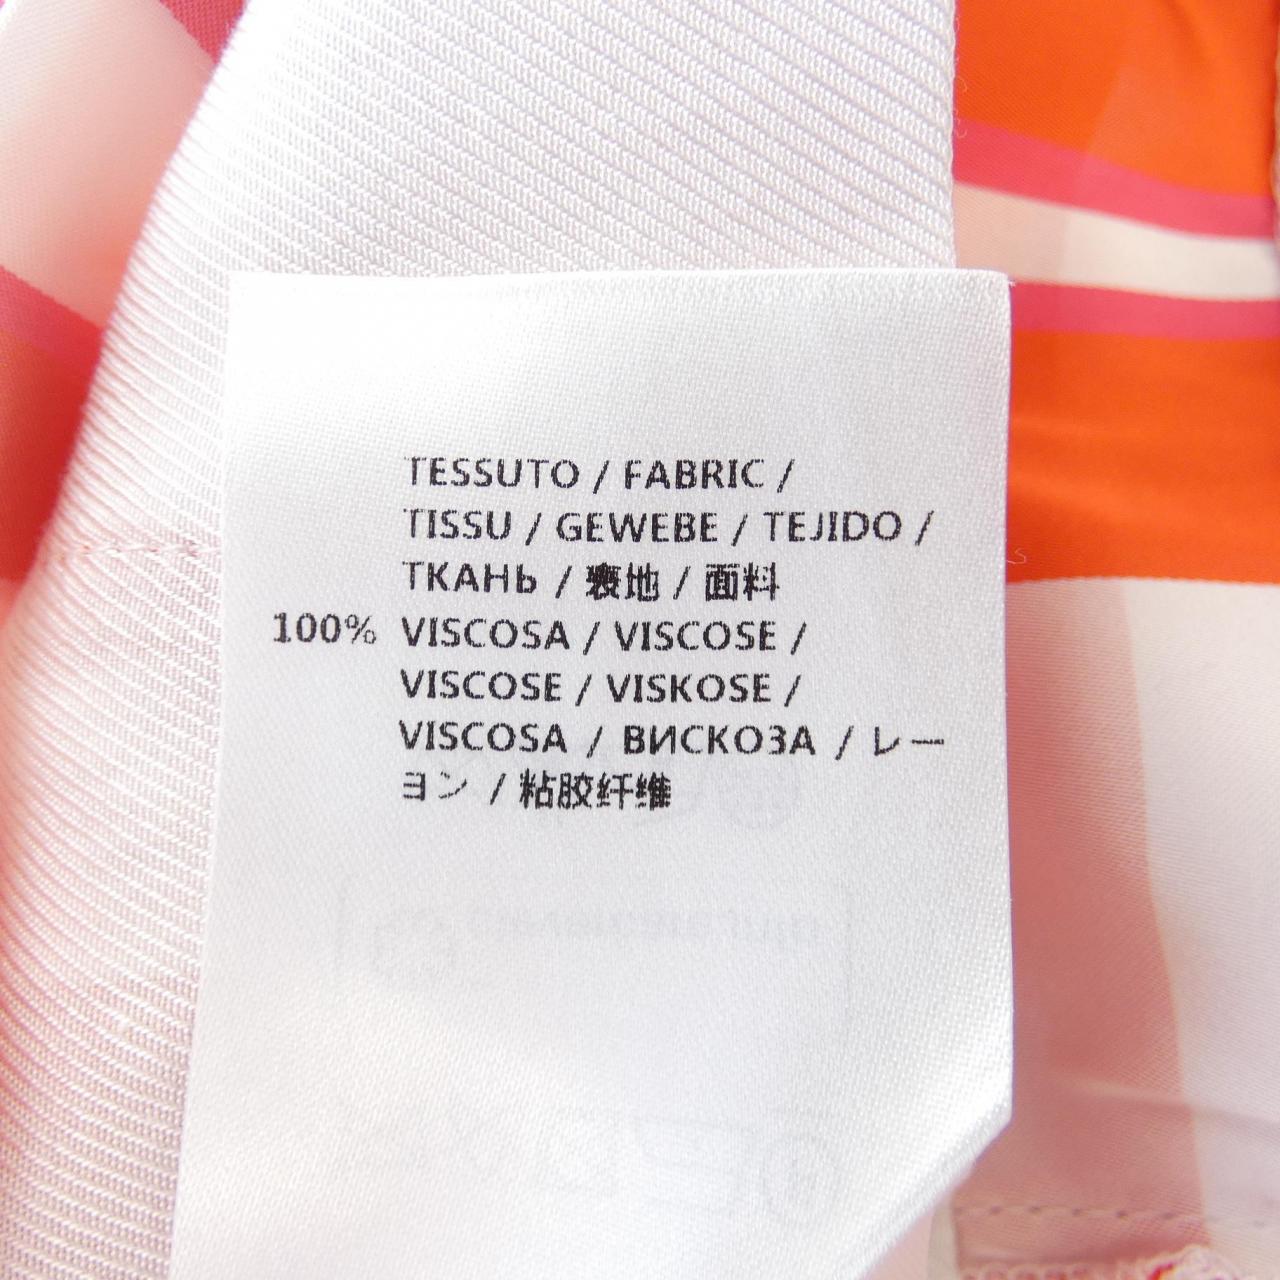 TESSUTO / FABRIC /
TISSU / GEWEBE / TEJIDO /
ТКАНЬ / 表地 / 面料
100% VISCOSA / VISCOSE /
VISCOSE / VISKOSE /
VISCOSA / ВИСКОЗА / レー
ヨン / 粘胶纤维